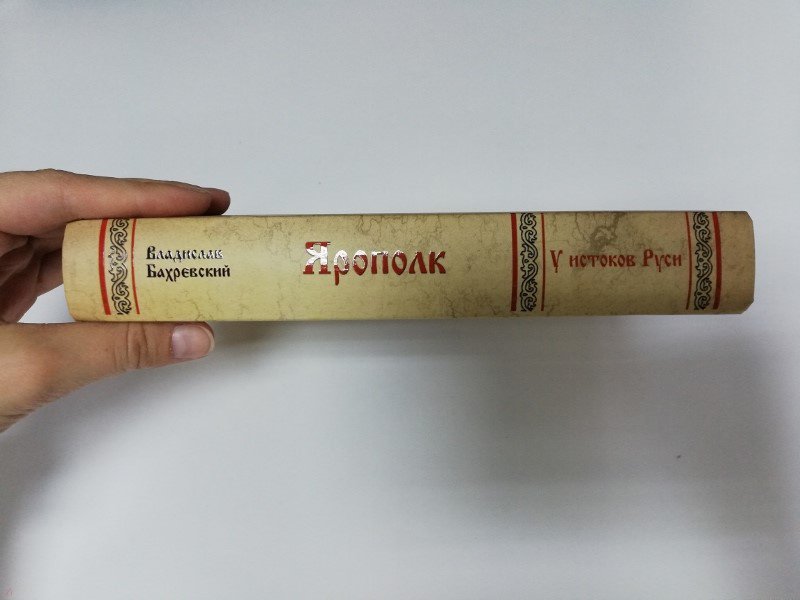 Владислав
Бахревский
Ярополк
У истоков Руси